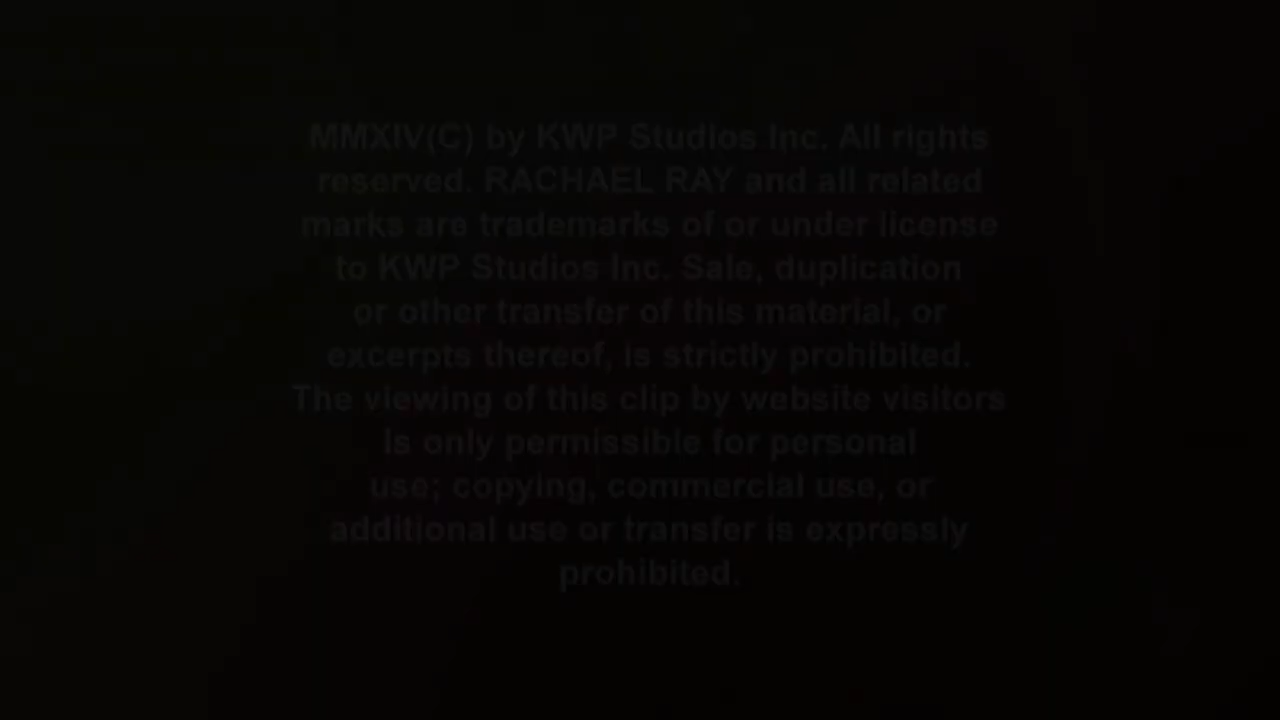 MMXIV(C) by KWP Studios Inc. All rights
reserved. RACHAEL RAY and all related
marks are trademarks of or under license
to KWP Studios Inc. Sale, duplication
or other transfer of this material, or
excerpts thereof, is strictly prohibited.
The viewing of this clip by website visitors
is only permissible for personal
use; copying, commercial use, or
additional use or transfer is expressly
prohibited.